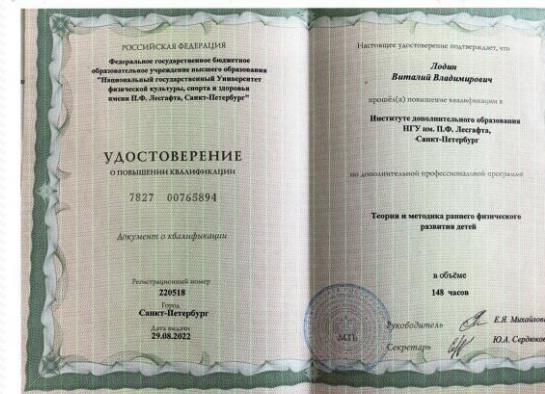 РОССИЙСКАЯ ФЕДЕРАЦИЯ
Федеральное государственное бюджетное
образовательное учреждение высшего образования
"Национальный государственный Университет
физической культуры, спорта и здоровья
имени П.Ф. Лесгафта, Санкт-Петербург"
УДОСТОВЕРЕНИЕ
О ПОВЫШЕНИИ КВАЛИФИКАЦИИ
7827 00765894
Документ о квалификации
Регистрационный номер
220518
Город
Санкт-Петербург
Дата выдачи
29.08.2022
Настоящее удостоверение подтверждает, что
Лодин
Виталий Владимирович
прошёл(а) повышение квалификации в
Институте дополнительного образования
НГУ им. П.Ф. Лесгафта,
Санкт-Петербург
по дополнительной профессиональной программе
Теория и методика раннего физического
развития детей
в объёме
148 часов
Руководитель Е.Я. Михайлова
М.П.
Секретарь Ю.А. Сердюков